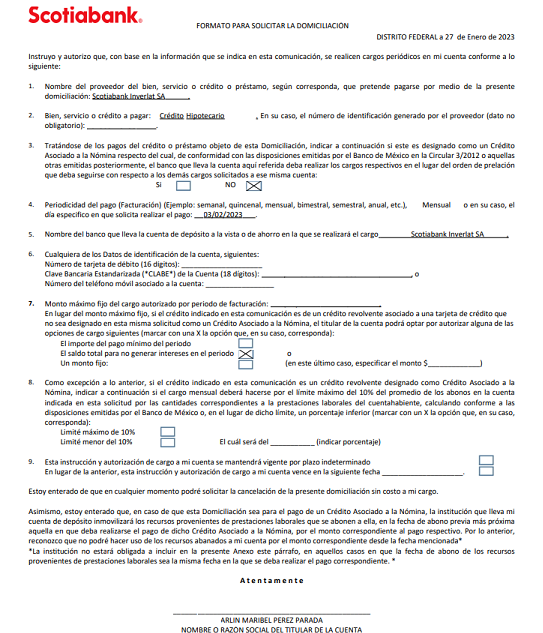 Scotiabank
FORMATO PARA SOLICITAR LA DOMICILIACIÓN
DISTRITO FEDERAL a 27 de Enero de 2023
Instruyo y autorizo que, con base en la información que se indica en esta comunicación, se realicen cargos periódicos en mi cuenta conforme a lo
siguiente:
1. Nombre del proveedor del bien, servicio o crédito o préstamo, según corresponda, que pretende pagarse por medio de la presente
domiciliación: Scotiabank Inverlat SA______.
2. Bien, servicio o crédito a pagar: Crédito Hipotecario . En su caso, el número de identificación generado por el proveedor (dato no
obligatorio): ________________.
3. Tratándose de los pagos del crédito o préstamo objeto de esta Domiciliación, indicar a continuación si este es designado como un Crédito
Asociado a la Nómina respecto del cual, de conformidad con las disposiciones emitidas por el Banco de México en la Circular 3/2012 o aquellas
otras emitidas posteriormente, el banco que lleva la cuenta aquí referida deba realizar los cargos respectivos en el lugar del orden de prelación
que deba seguirse con respecto a los demás cargos solicitados a ese misma cuenta:
Si NO X
4. Periodicidad del pago (Facturación) (Ejemplo: semanal, quincenal, mensual, bimestral, semestral, anual, etc.), Mensual o en su caso, el
día específico en que solicita realizar el pago: __03/02/2023___.
5. Nombre del banco que lleva la cuenta de depósito a la vista o de ahorro en la que se realizará el cargo________Scotiabank Inverlat SA______.
6. Cualquiera de los Datos de identificación de la cuenta, siguientes:
Número de tarjeta de débito (16 dígitos): ____________________
Clave Bancaria Estandarizada (*CLABE*) de la Cuenta (18 dígitos): ____________________________________, o
Número del teléfono móvil asociado a la cuenta: _________________
7. Monto máximo fijo del cargo autorizado por periodo de facturación: __________________________.
En lugar del monto máximo fijo, si el crédito indicado en esta comunicación es de un crédito revolvente asociado a una tarjeta de crédito que
no sea designado en esta misma solicitud como un Crédito Asociado a la Nómina, el titular de la cuenta podrá optar por autorizar alguna de las
opciones de cargo siguientes (marcar con una X la opción que, en su caso, corresponda):
El importe del pago mínimo del periodo
El saldo total para no generar intereses en el periodo X o
Un monto fijo: (en este último caso, especificar el monto $_____________)
8. Como excepción a lo anterior, si el crédito indicado en esta comunicación es un crédito revolvente designado como Crédito Asociado a la
Nómina, indicar a continuación si el cargo mensual deberá hacerse por el límite máximo del 10% del promedio de los abonos en la cuenta
indicada en esta solicitud por las cantidades correspondientes a prestaciones laborales del cuentahabiente, calculando conforme a las
disposiciones emitidas por el Banco de México o, en lugar de dicho límite, un porcentaje inferior (marcar con una X la opción que, en su caso,
corresponda):
Limité máximo de 10%
Limité menor del 10% El cuál será del ___________ (indicar porcentaje)
9. Esta instrucción y autorización de cargo a mi cuenta se mantendrá vigente por plazo indeterminado
En lugar de la anterior, esta instrucción y autorización de cargo a mi cuenta vence en la siguiente fecha ____________________.
Estoy enterado de que en cualquier momento podré solicitar la cancelación de la presente domiciliación sin costo a mi cargo.
Asimismo, estoy enterado que, en caso de que esta Domiciliación sea para el pago de un Crédito Asociado a la Nómina, la institución que lleva mi
cuenta de depósito inmovilizará los recursos provenientes de prestaciones laborales que se abonen a ella, en la fecha de abono previa más próxima
aquella en que deba realizarse el pago de dicho Crédito Asociado a la Nómina, por el monto correspondiente al pago respectivo. Por lo anterior,
reconozco que no podré hacer uso de los recursos abanados a mi cuenta por el monto correspondiente desde la fecha mencionada*
*La institución no estará obligada a incluir en la presente Anexo este párrafo, en aquellos casos en que la fecha de abono de los recursos
provenientes de prestaciones laborales sea la misma fecha en la que se deba realizar el pago correspondiente. *
Atentamente
ARLIN MARIBEL PEREZ PARADA
NOMBRE O RAZON SOCIAL DEL TITULAR DE LA CUENTA